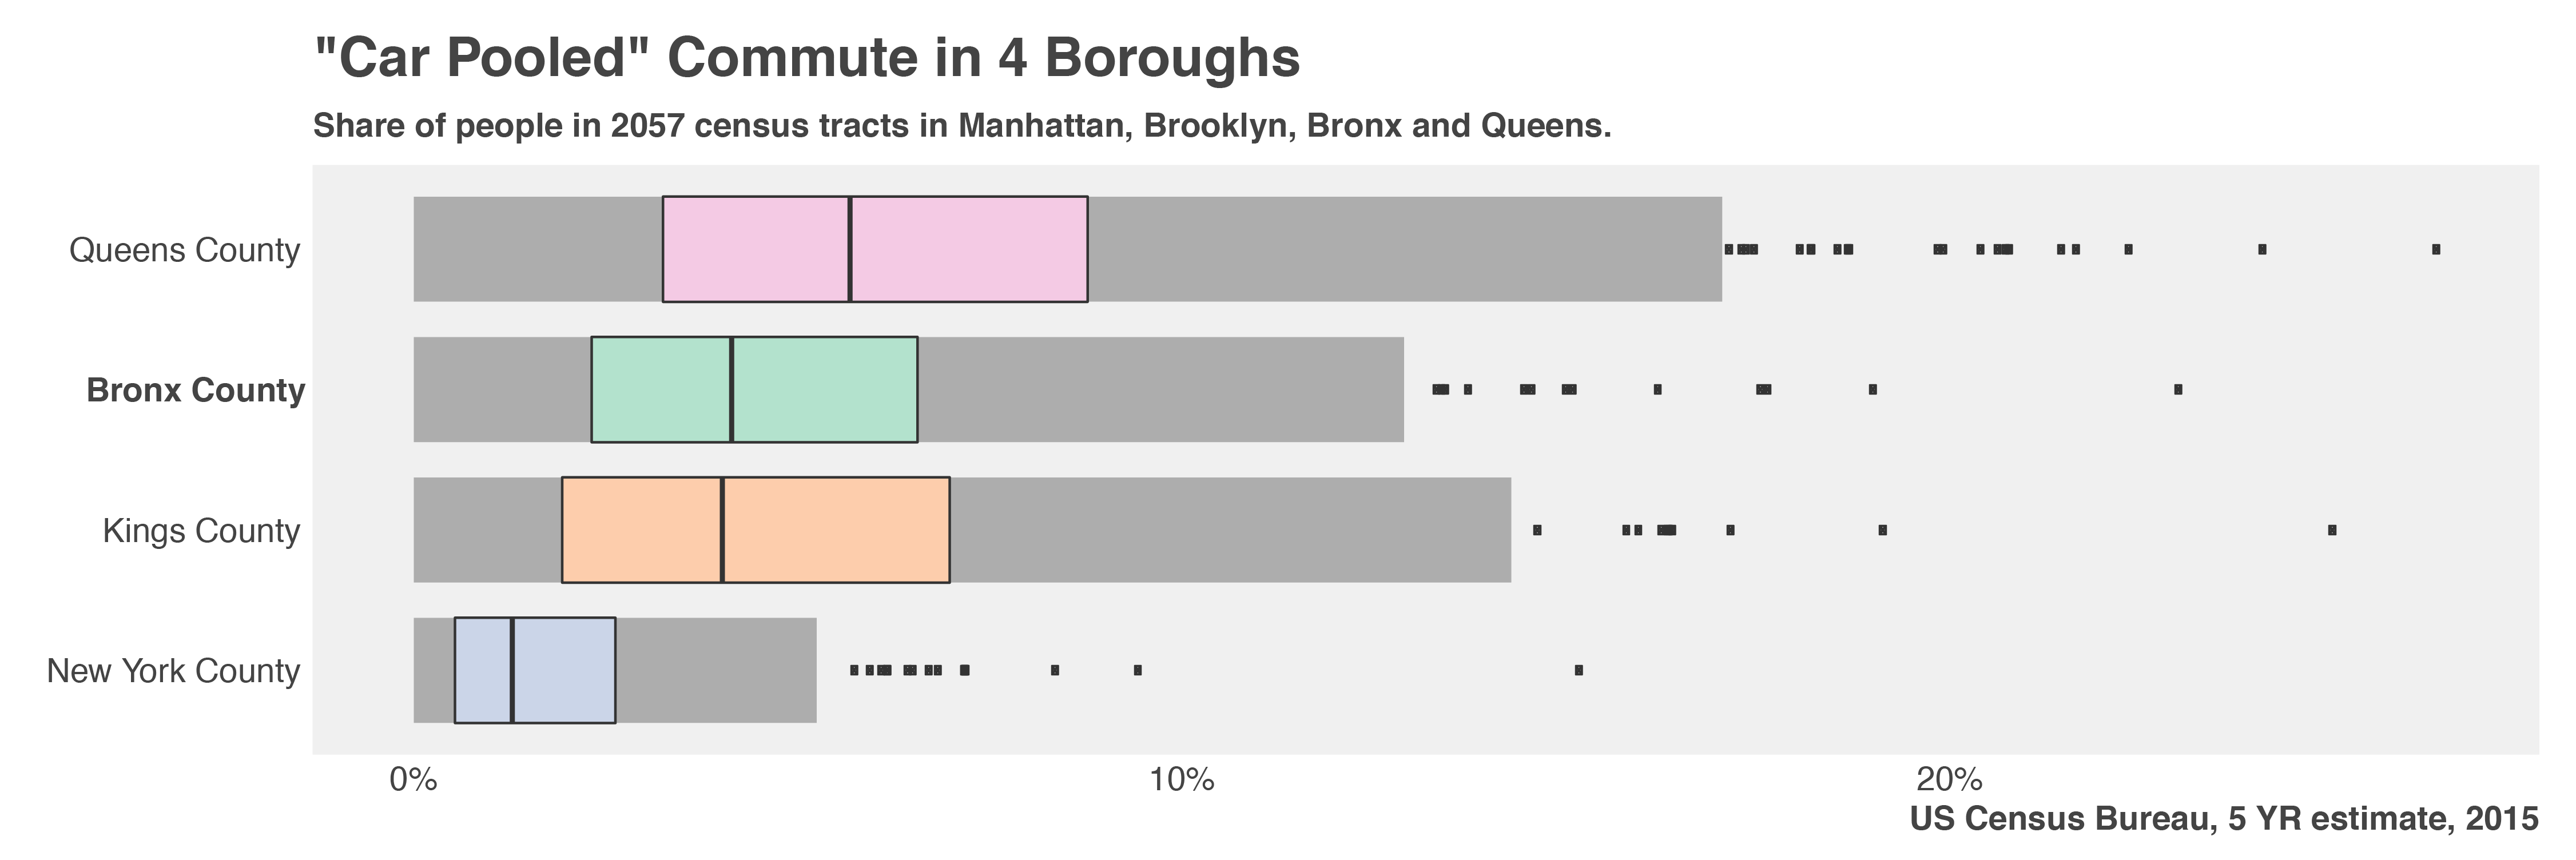 "Car Pooled" Commute in 4 Boroughs
Share of people in 2057 census tracts in Manhattan, Brooklyn, Bronx and Queens.
Queens County
Bronx County
Kings County
New York County
0% 10% 20%
US Census Bureau, 5 YR estimate, 2015